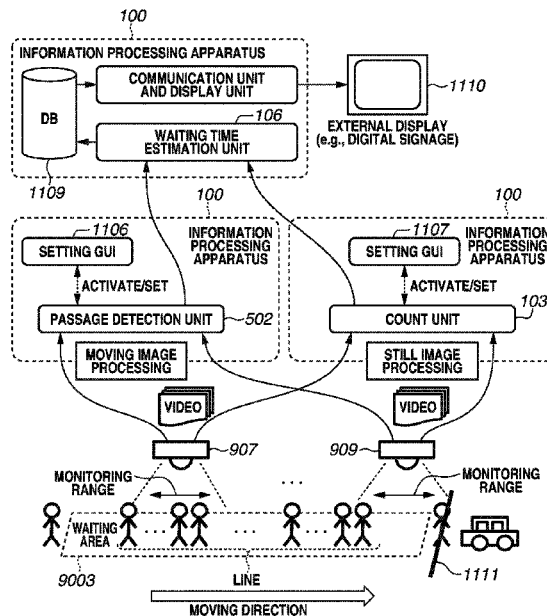 100
INFORMATION PROCESSING APPARATUS
COMMUNICATION UNIT
AND DISPLAY UNIT
1110
DB
106
EXTERNAL DISPLAY
(e.g., DIGITAL SIGNAGE)
WAITING TIME
ESTIMATION UNIT
1109
100
100
1106
INFORMATION
PROCESSING
APPARATUS
1107
INFORMATION
PROCESSING
APPARATUS
SETTING GUI
SETTING GUI
ACTIVATE/SET
ACTIVATE/SET
PASSAGE DETECTION UNIT
502
COUNT UNIT
103
MOVING IMAGE
PROCESSING
STILL IMAGE
PROCESSING
VIDEO
VIDEO
907
909
MONITORING
RANGE
...
MONITORING
RANGE
WAITING
AREA
... ... ...
9003
LINE
1111
MOVING DIRECTION